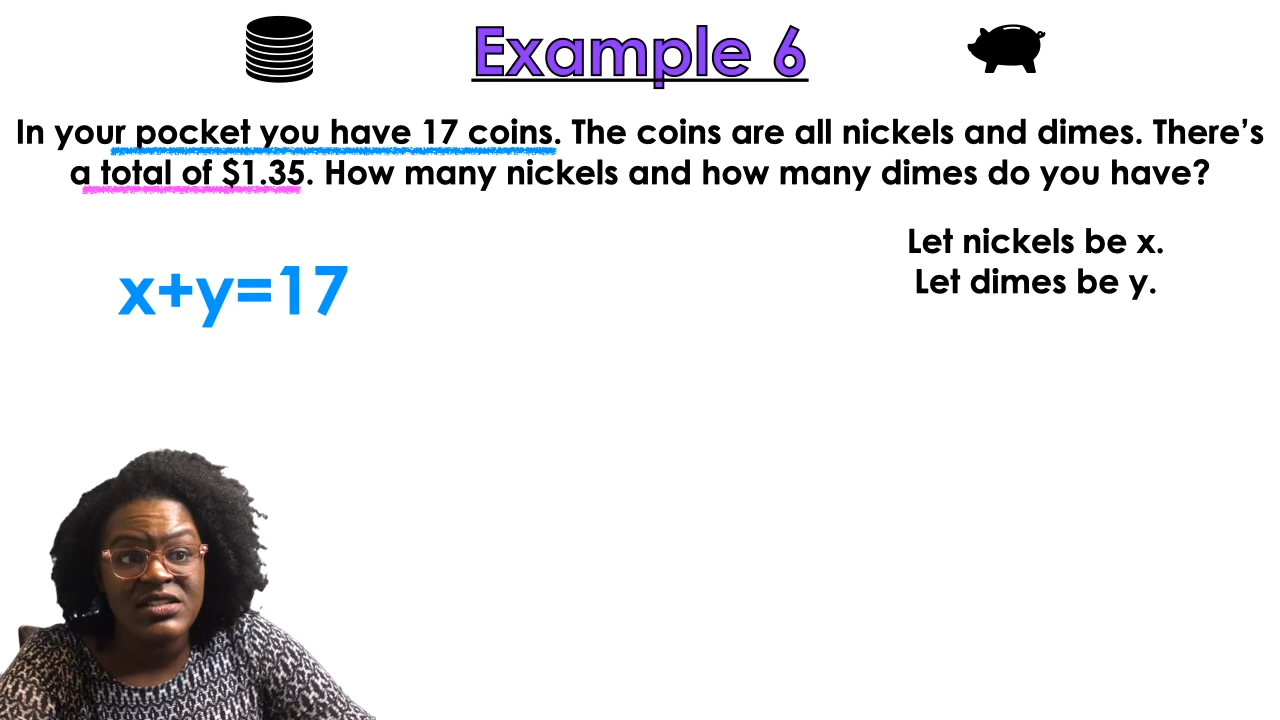 Example 6
In your pocket you have 17 coins. The coins are all nickels and dimes. There’s
a total of $1.35. How many nickels and how many dimes do you have?
Let nickels be x.
Let dimes be y.
x+y=17